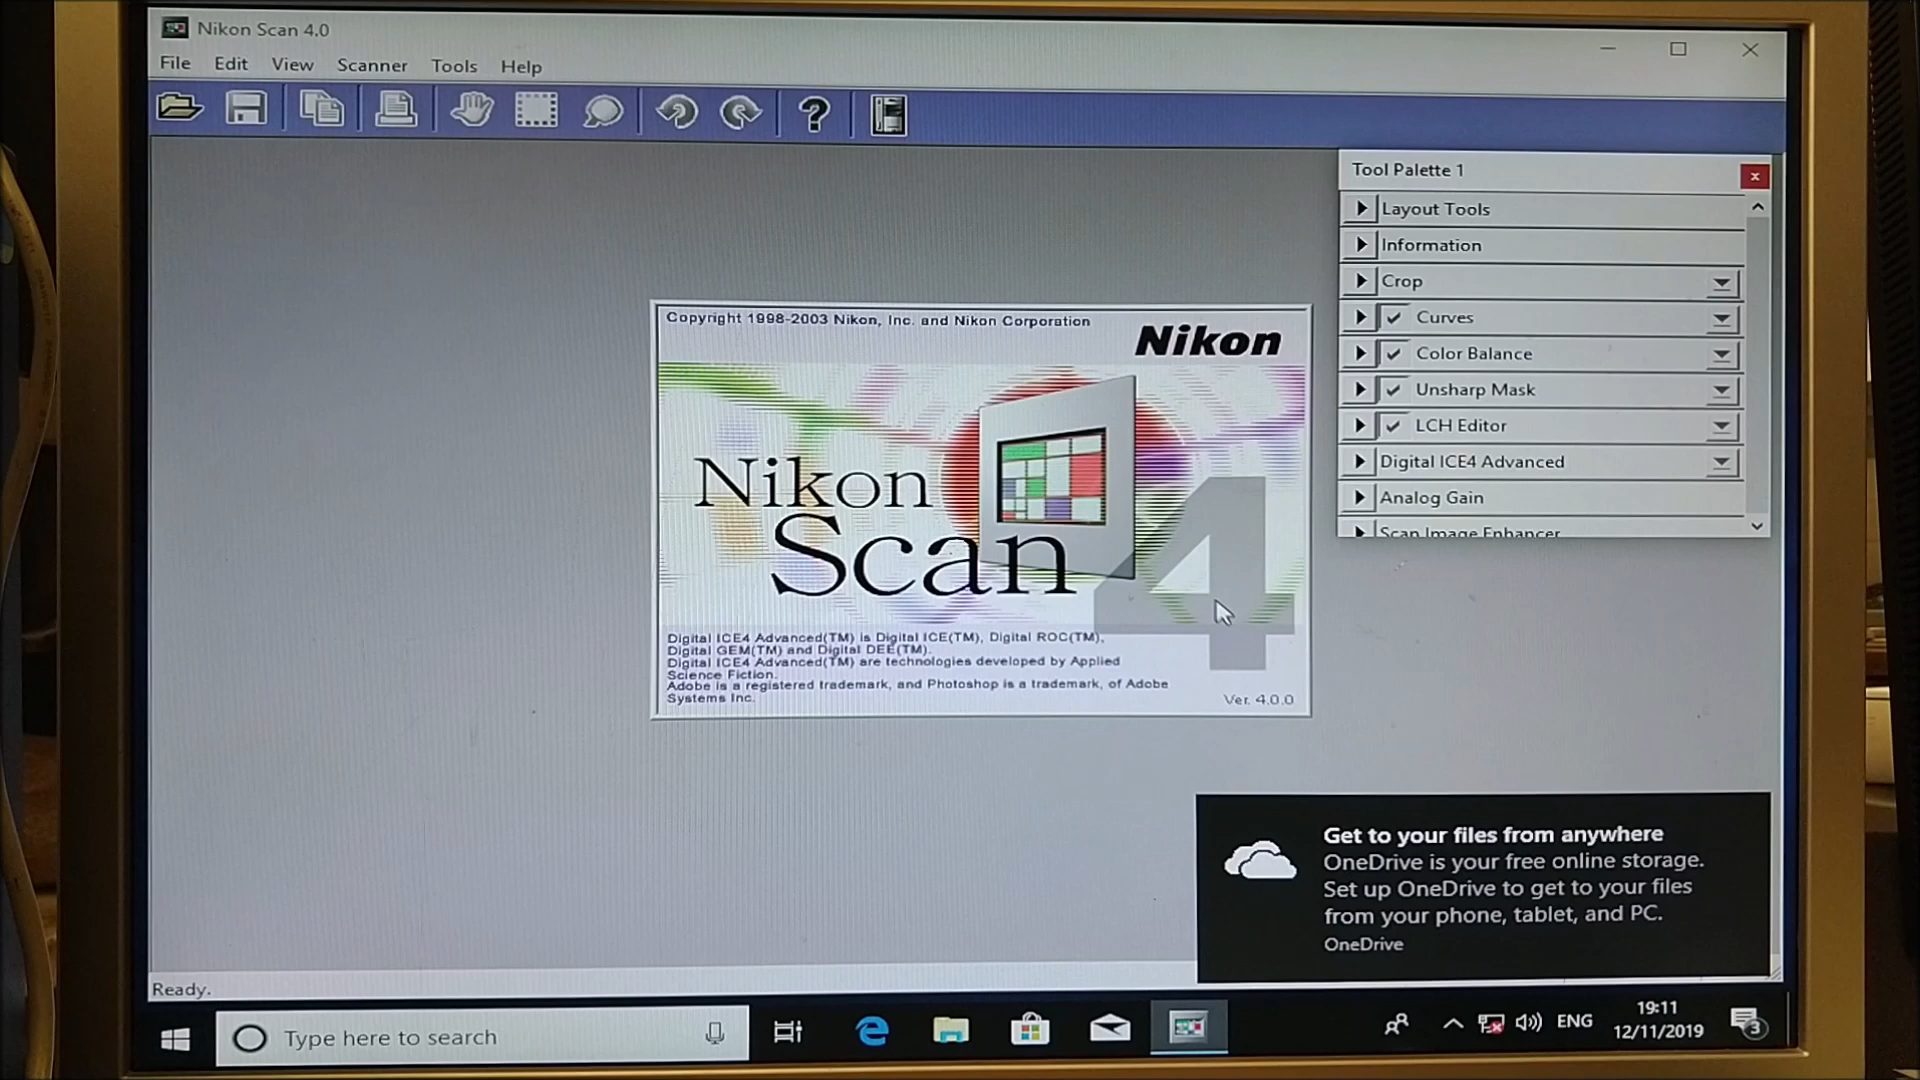 Nikon Scan 4.0
File Edit View Scanner Tools Help
Tool Palette 1
Layout Tools
Information
Crop
Curves
Color Balance
Unsharp Mask
LCH Editor
Digital ICE4 Advanced
Analog Gain
Scan Image Enhancer
Copyright 1998-2003 Nikon, Inc. and Nikon Corporation
Nikon
Nikon
Scan
4
Digital ICE4 Advanced(TM) is Digital ICE(TM), Digital ROC(TM),
Digital GEM(TM) and Digital DEE(TM).
Digital ICE4 Advanced(TM) are technologies developed by Applied
Science Fiction.
Adobe is a registered trademark, and Photoshop is a trademark, of Adobe
Systems Inc.
Ver. 4.0.0
Get to your files from anywhere
OneDrive is your free online storage.
Set up OneDrive to get to your files
from your phone, tablet, and PC.
OneDrive
Ready.
Type here to search
ENG
19:11
12/11/2019
3